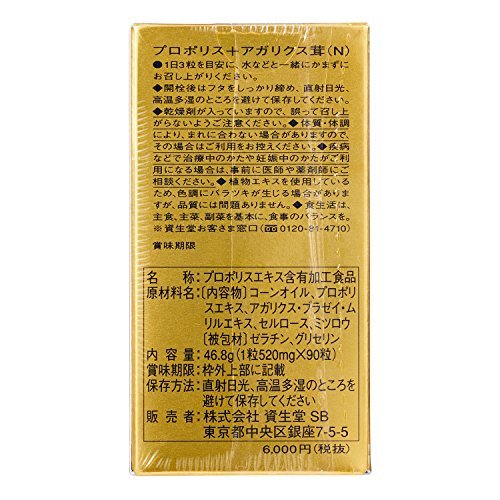 プロポリス＋アガリクス茸(N)
●1日3粒を目安に、水などと一緒にかまずに
お召し上がりください。
◆開栓後はフタをしっかり締め、直射日光、
高温多湿のところを避けて保存してください。
◆乾燥剤が入っていますので、誤って召し上
がらないようご注意ください。◆体質・体調
により、まれに合わない場合がありますので、
その場合はご利用をお控えください。◆疾病
などで治療中のかたや妊娠中のかたがご利
用になる場合は、事前に医師や薬剤師にご
相談ください。◆植物エキスを使用している
ため、色調にバラツキが生じる場合がありま
すが、品質には問題ありません。◆食生活は、
主食、主菜、副菜を基本に、食事のバランスを。
※資生堂お客さま窓口(☎0120-81-4710)
賞味期限
名称：プロポリスエキス含有加工食品
原材料名：〔内容物〕コーンオイル、プロポリ
スエキス、アガリクス・ブラゼイ・ム
リルエキス、セルロース、ミツロウ
〔被包材〕ゼラチン、グリセリン
内容量：46.8g(1粒520mg×90粒)
賞味期限：枠外上部に記載
保存方法：直射日光、高温多湿のところを
避けて保存してください
販売者：株式会社 資生堂 SB
東京都中央区銀座7-5-5
6,000円(税抜)